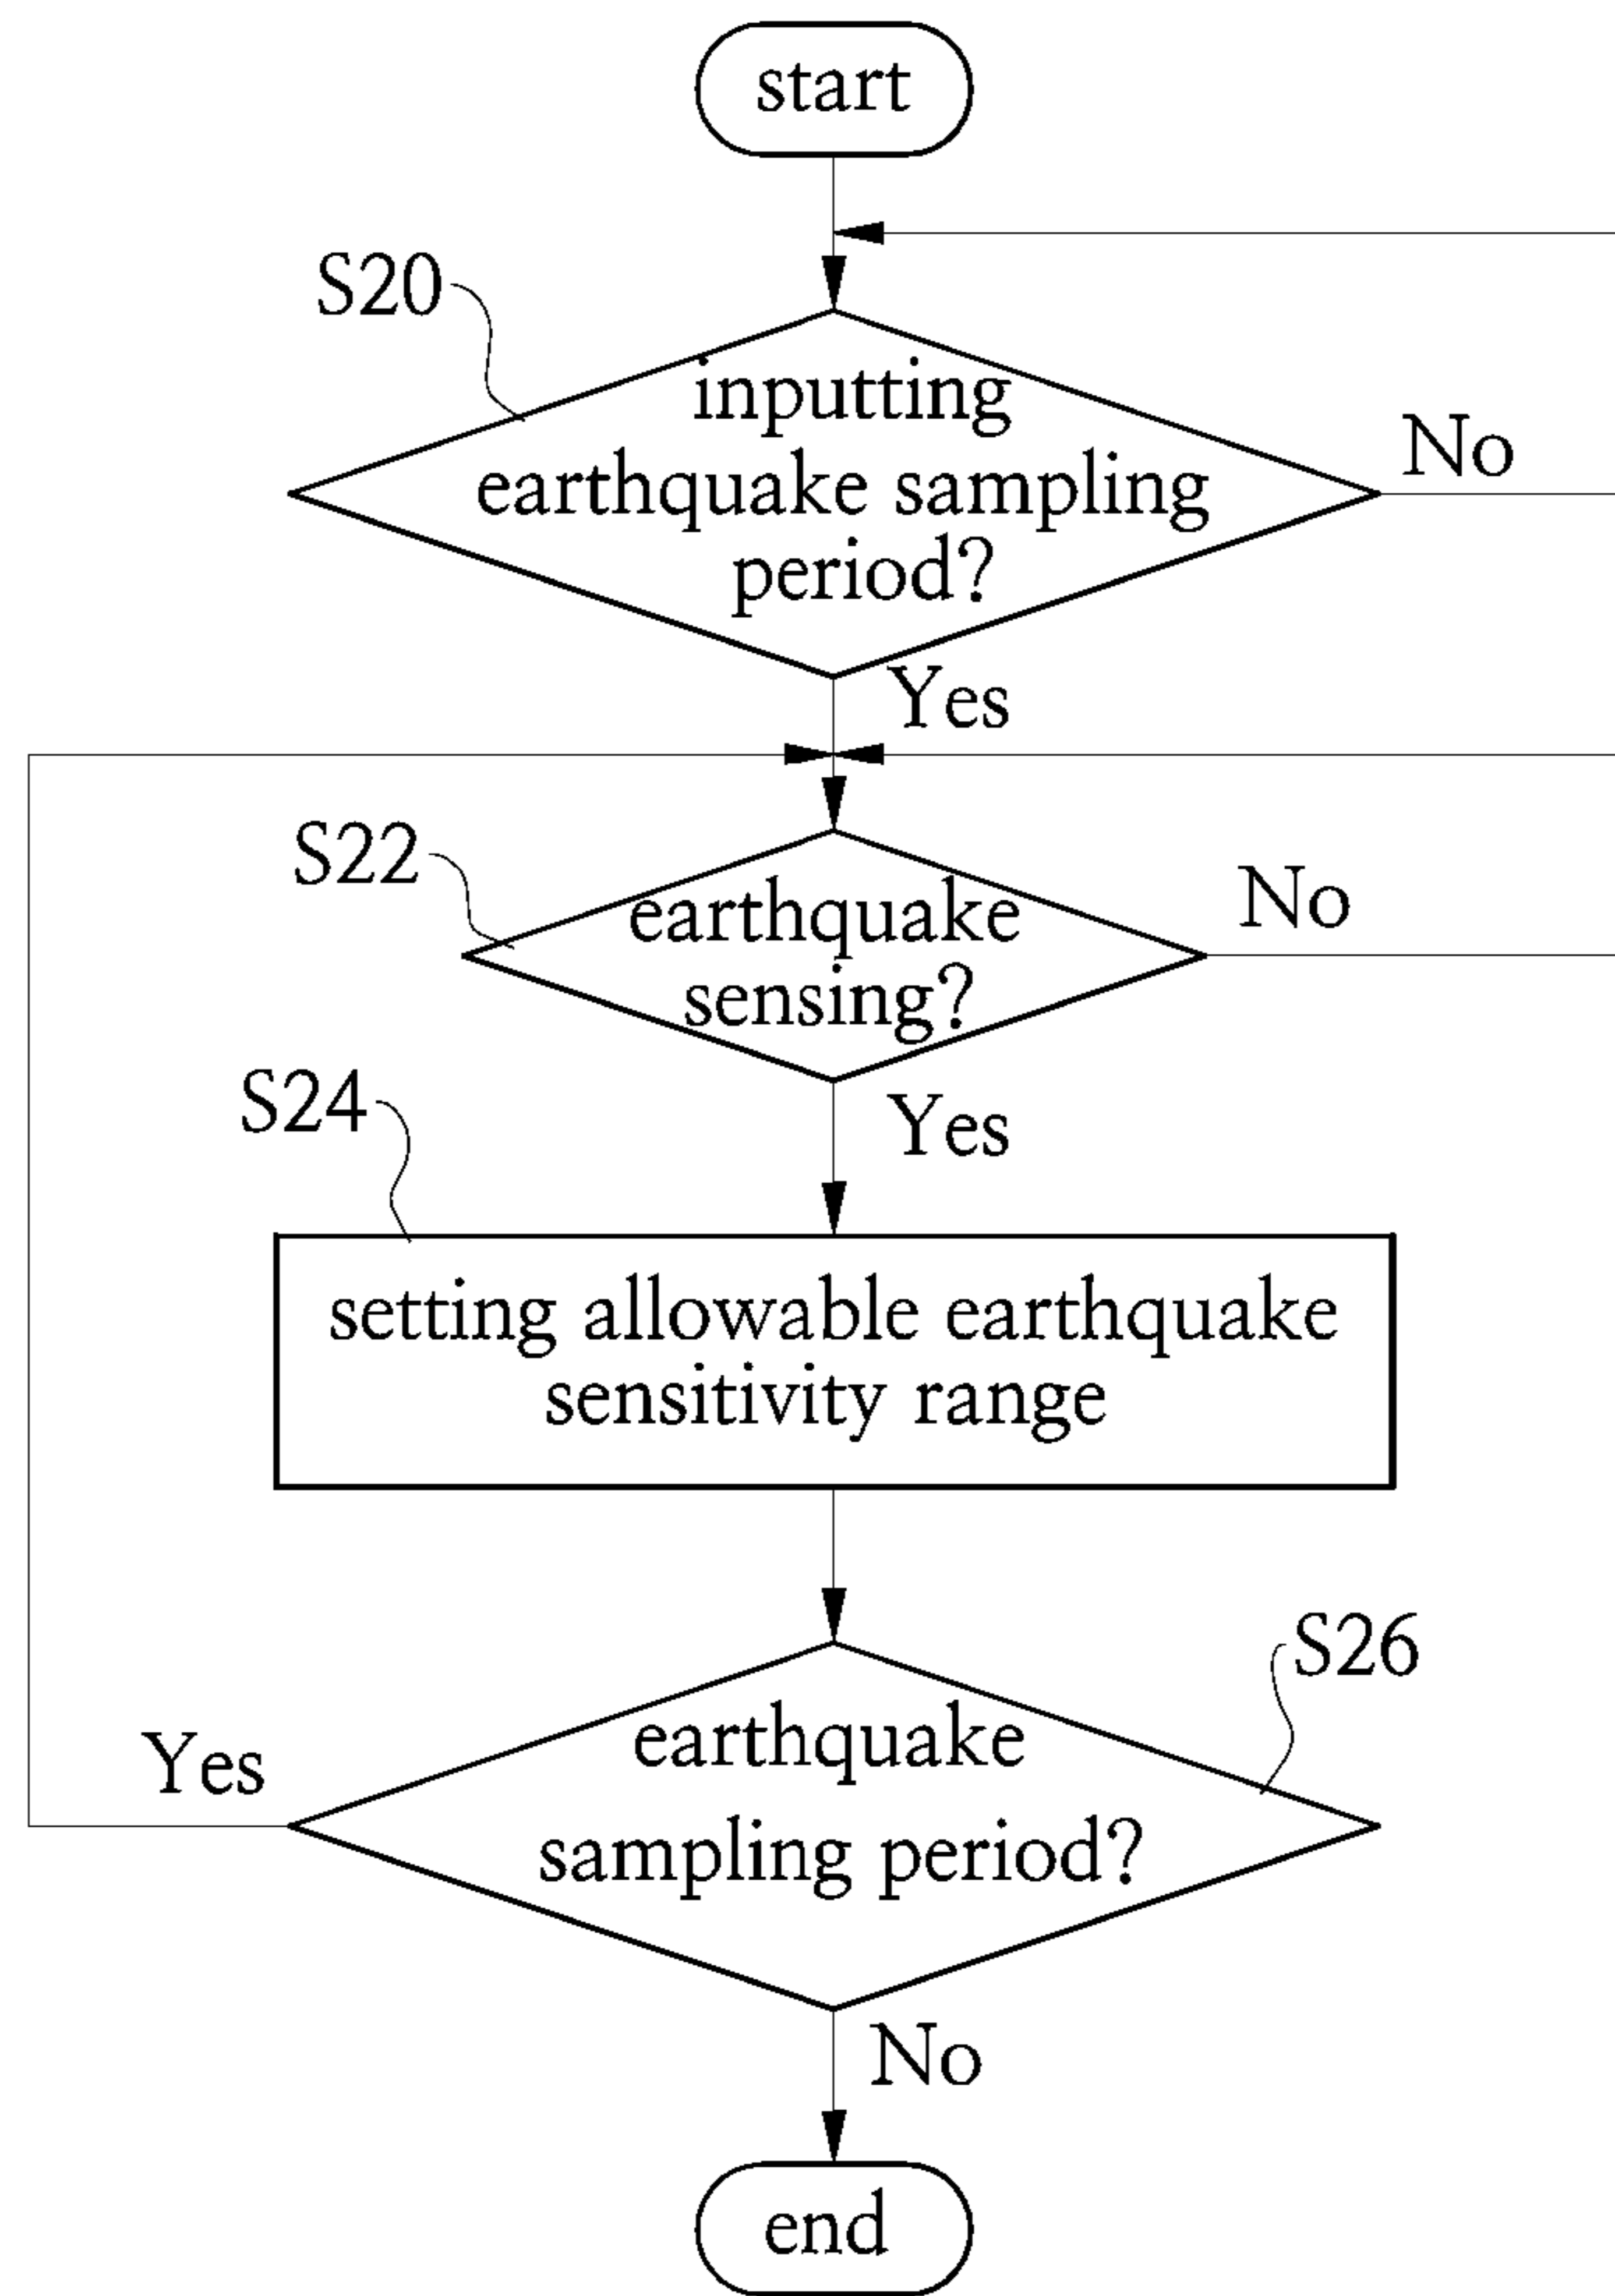 start
S20
inputting
earthquake sampling
period?
No
Yes
S22
earthquake
sensing?
No
Yes
S24
setting allowable earthquake
sensitivity range
S26
earthquake
sampling period?
Yes
No
end